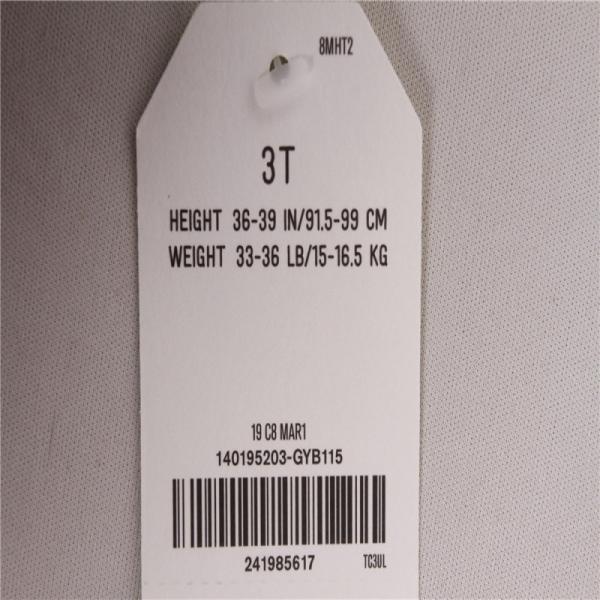 8MHT2
3T
HEIGHT 36-39 IN/91.5-99 CM
WEIGHT 33-36 LB/15-16.5 KG
19 C8 MAR1
140195203-GYB115
241985617
TC3UL